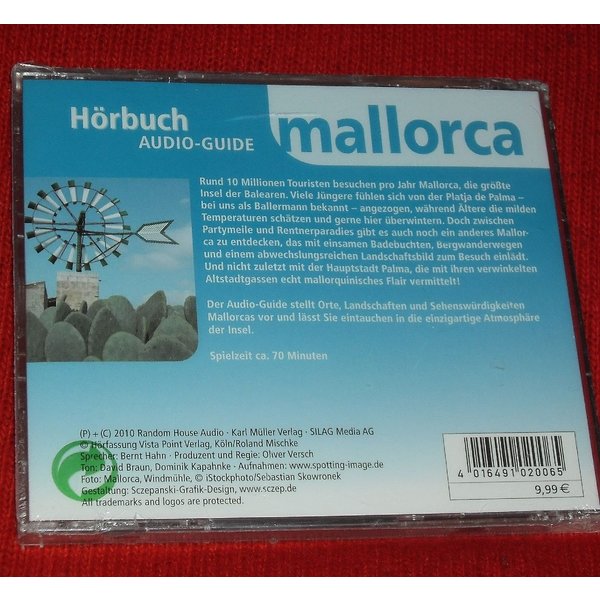 Hörbuch
AUDIO-GUIDE
mallorca
Rund 10 Millionen Touristen besuchen pro Jahr Mallorca, die größte
Insel der Balearen. Viele Jüngere fühlen sich von der Platja de Palma –
bei uns als Ballermann bekannt – angezogen, während Ältere die milden
Temperaturen schätzen und gerne hier überwintern. Doch zwischen
Partymeile und Rentnerparadies gibt es auch noch ein anderes Mallor-
ca zu entdecken, das mit einsamen Badebuchten, Bergwanderwegen
und einem abwechslungsreichen Landschaftsbild zum Besuch einlädt.
Und nicht zuletzt mit der Hauptstadt Palma, die mit ihren verwinkelten
Altstadtgassen echt mallorquinisches Flair vermittelt!
Der Audio-Guide stellt Orte, Landschaften und Sehenswürdigkeiten
Mallorcas vor und lässt Sie eintauchen in die einzigartige Atmosphäre
der Insel.
Spielzeit ca. 70 Minuten
(P) + (C) 2010 Random House Audio · Karl Müller Verlag · SILAG Media AG
© Hörfassung Vista Point Verlag, Köln/Roland Mischke
Sprecher: Bernt Hahn · Produzent und Regie: Oliver Versch
Ton: David Braun, Dominik Kapahnke · Aufnahmen: www.spotting-image.de
Foto: Mallorca, Windmühle, © iStockphoto/Sebastian Skowronek
Gestaltung: Sczepanski-Grafik-Design, www.sczep.de
All trademarks and logos are protected.
4 016491 020065
9,99 €